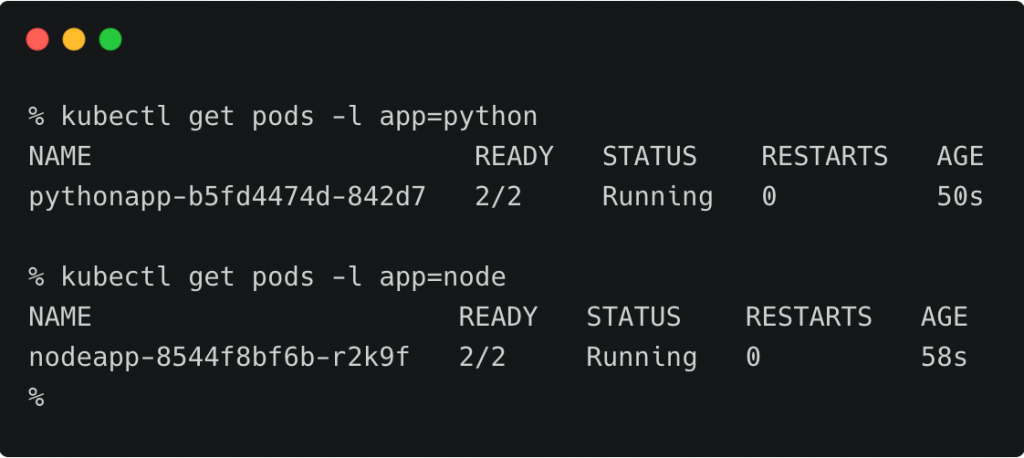 % kubectl get pods -l app=python
NAME                        READY   STATUS    RESTARTS   AGE
pythonapp-b5fd4474d-842d7   2/2     Running   0          50s

% kubectl get pods -l app=node
NAME                       READY   STATUS    RESTARTS   AGE
nodeapp-8544f8bf6b-r2k9f   2/2     Running   0          58s
%